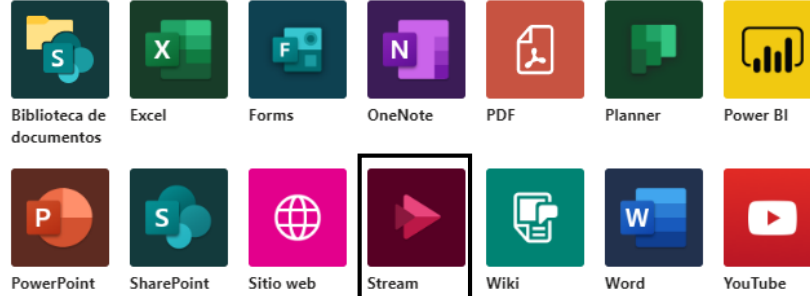 S
X
F
N
Biblioteca de
documentos
Excel
Forms
OneNote
PDF
Planner
Power BI
P
S
W
PowerPoint
SharePoint
Sitio web
Stream
Wiki
Word
YouTube